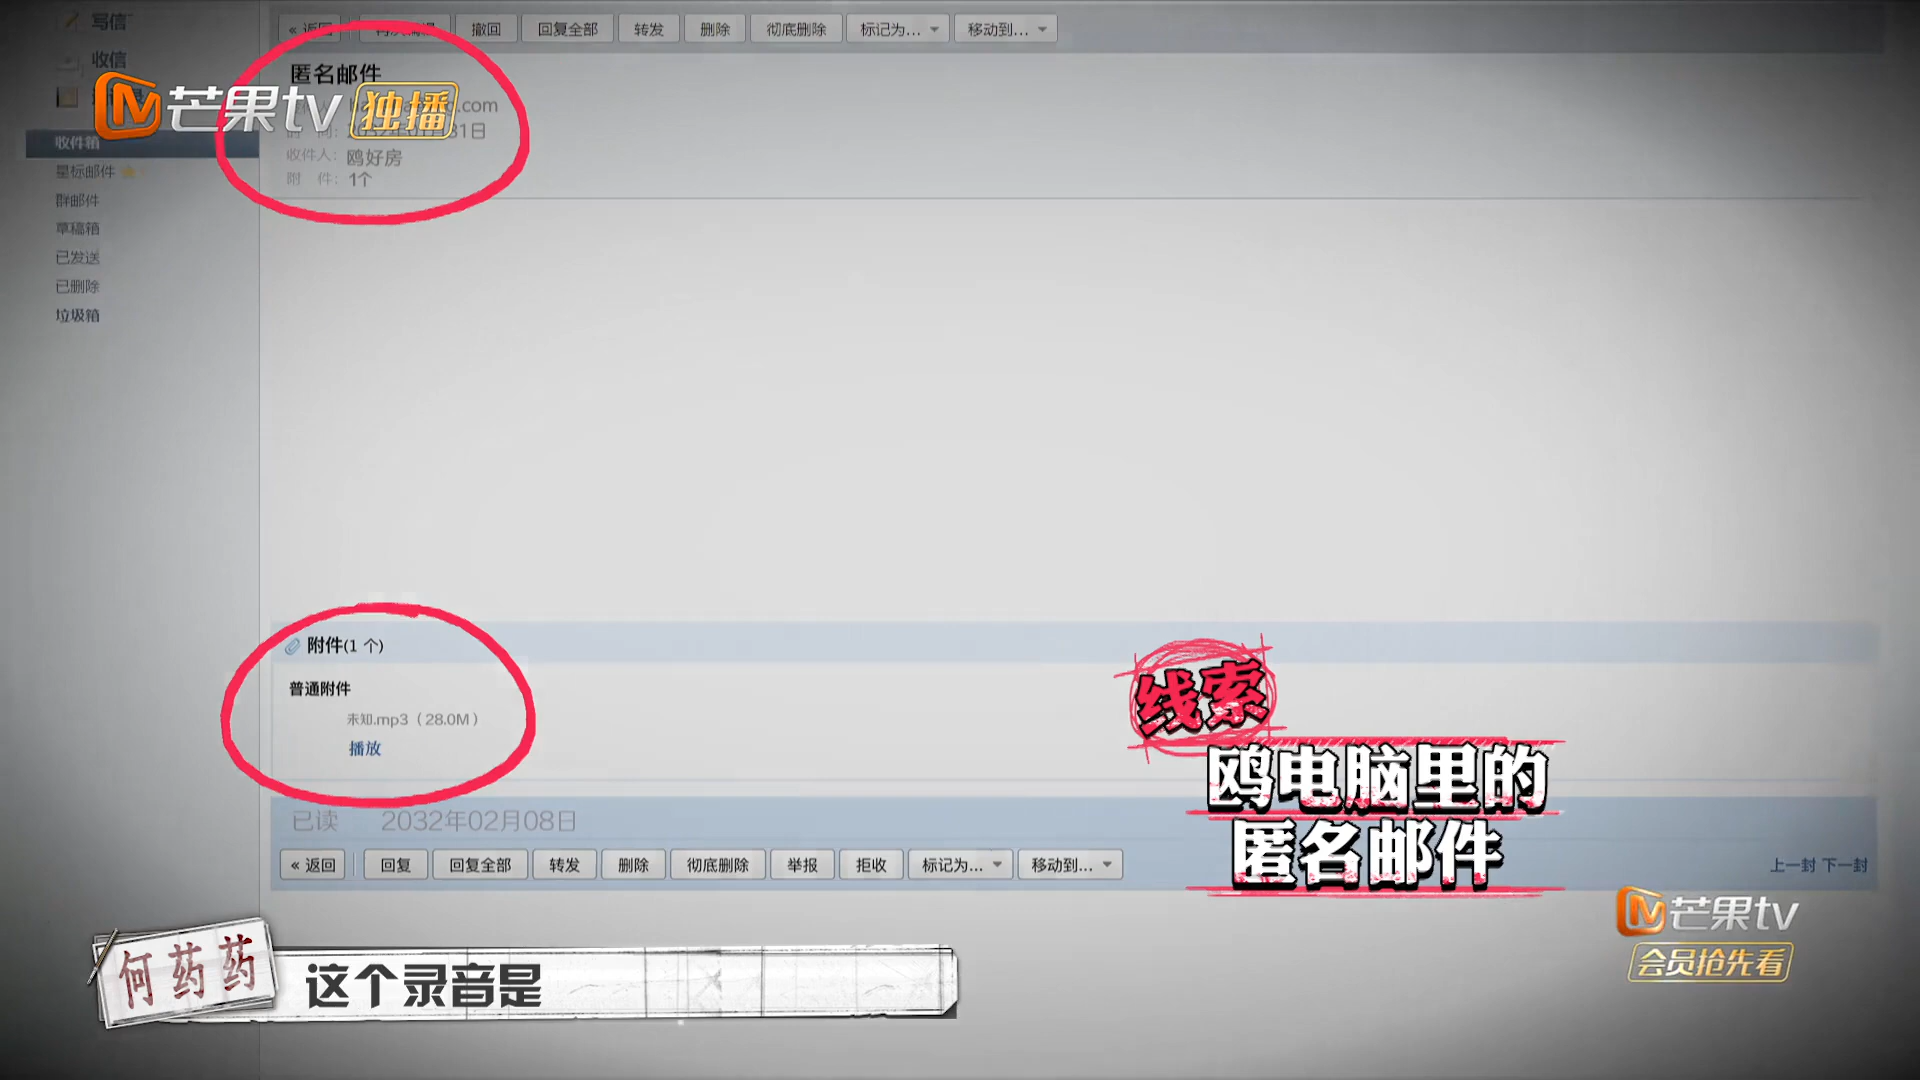 写信
收信
« 返回
撤回
回复全部
转发
删除
彻底删除
标记为...
移动到...
匿名邮件
芒果tv 独播
.com
31日
收件人: 鸥好房
附 件: 1个
收件箱
星标邮件
群邮件
草稿箱
已发送
已删除
垃圾箱
附件(1 个)
普通附件
未知.mp3 ( 28.0M )
播放
线索
鸥电脑里的
匿名邮件
已读 2032年02月08日
« 返回
回复
回复全部
转发
删除
彻底删除
举报
拒收
标记为...
移动到...
上一封 下一封
芒果tv
会员抢先看
何药药
这个录音是